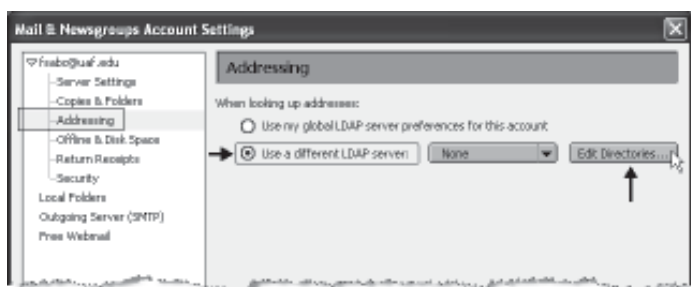 Mail & Newsgroups Account Settings
fsabo@uaf.edu
Server Settings
Copies & Folders
Addressing
Offline & Disk Space
Return Receipts
Security
Local Folders
Outgoing Server (SMTP)
Free Webmail
Addressing
When looking up addresses:
Use my global LDAP server preferences for this account
Use a different LDAP server:
None
Edit Directories...